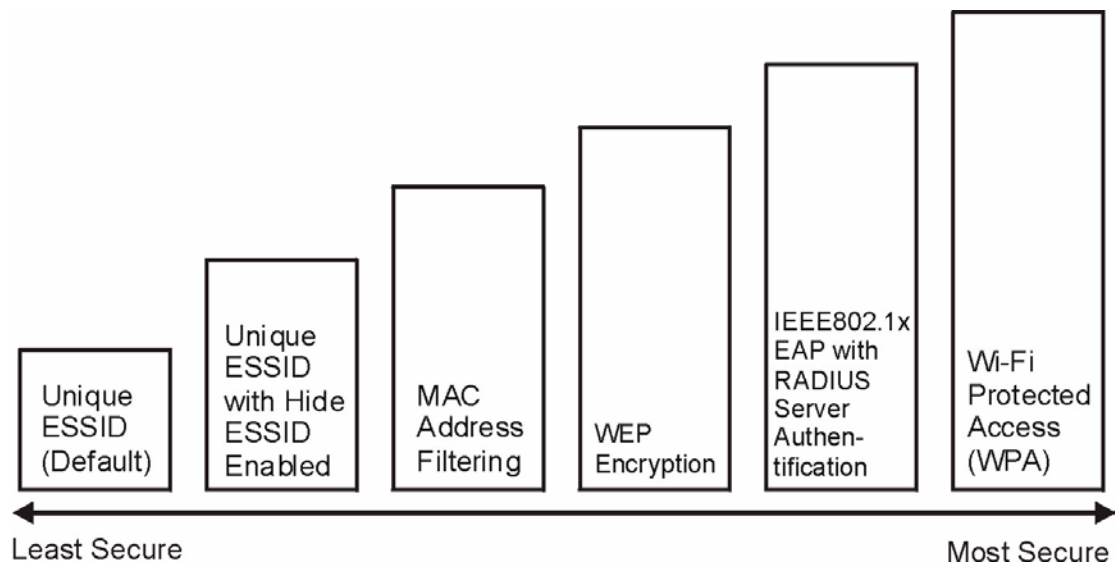 Unique
ESSID
(Default)
Unique
ESSID
with Hide
ESSID
Enabled
MAC
Address
Filtering
WEP
Encryption
IEEE802.1x
EAP with
RADIUS
Server
Authen-
tification
Wi-Fi
Protected
Access
(WPA)
Least Secure
Most Secure